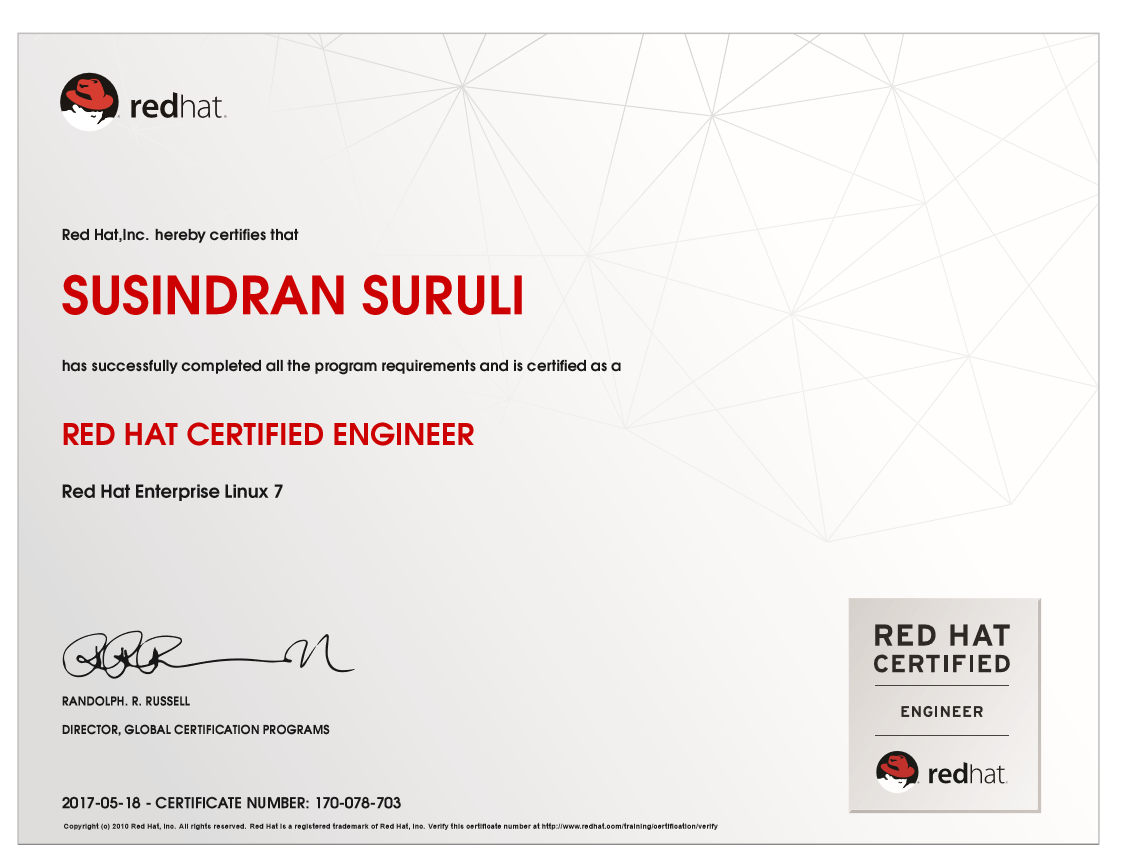 redhat.
Red Hat,Inc. hereby certifies that
SUSINDRAN SURULI
has successfully completed all the program requirements and is certified as a
RED HAT CERTIFIED ENGINEER
Red Hat Enterprise Linux 7
RANDOLPH. R. RUSSELL
DIRECTOR, GLOBAL CERTIFICATION PROGRAMS
2017-05-18 - CERTIFICATE NUMBER: 170-078-703
Copyright (c) 2010 Red Hat, Inc. All rights reserved. Red Hat is a registered trademark of Red Hat, Inc. Verify this certificate number at http://www.redhat.com/training/certification/verify
RED HAT
CERTIFIED
ENGINEER
redhat.